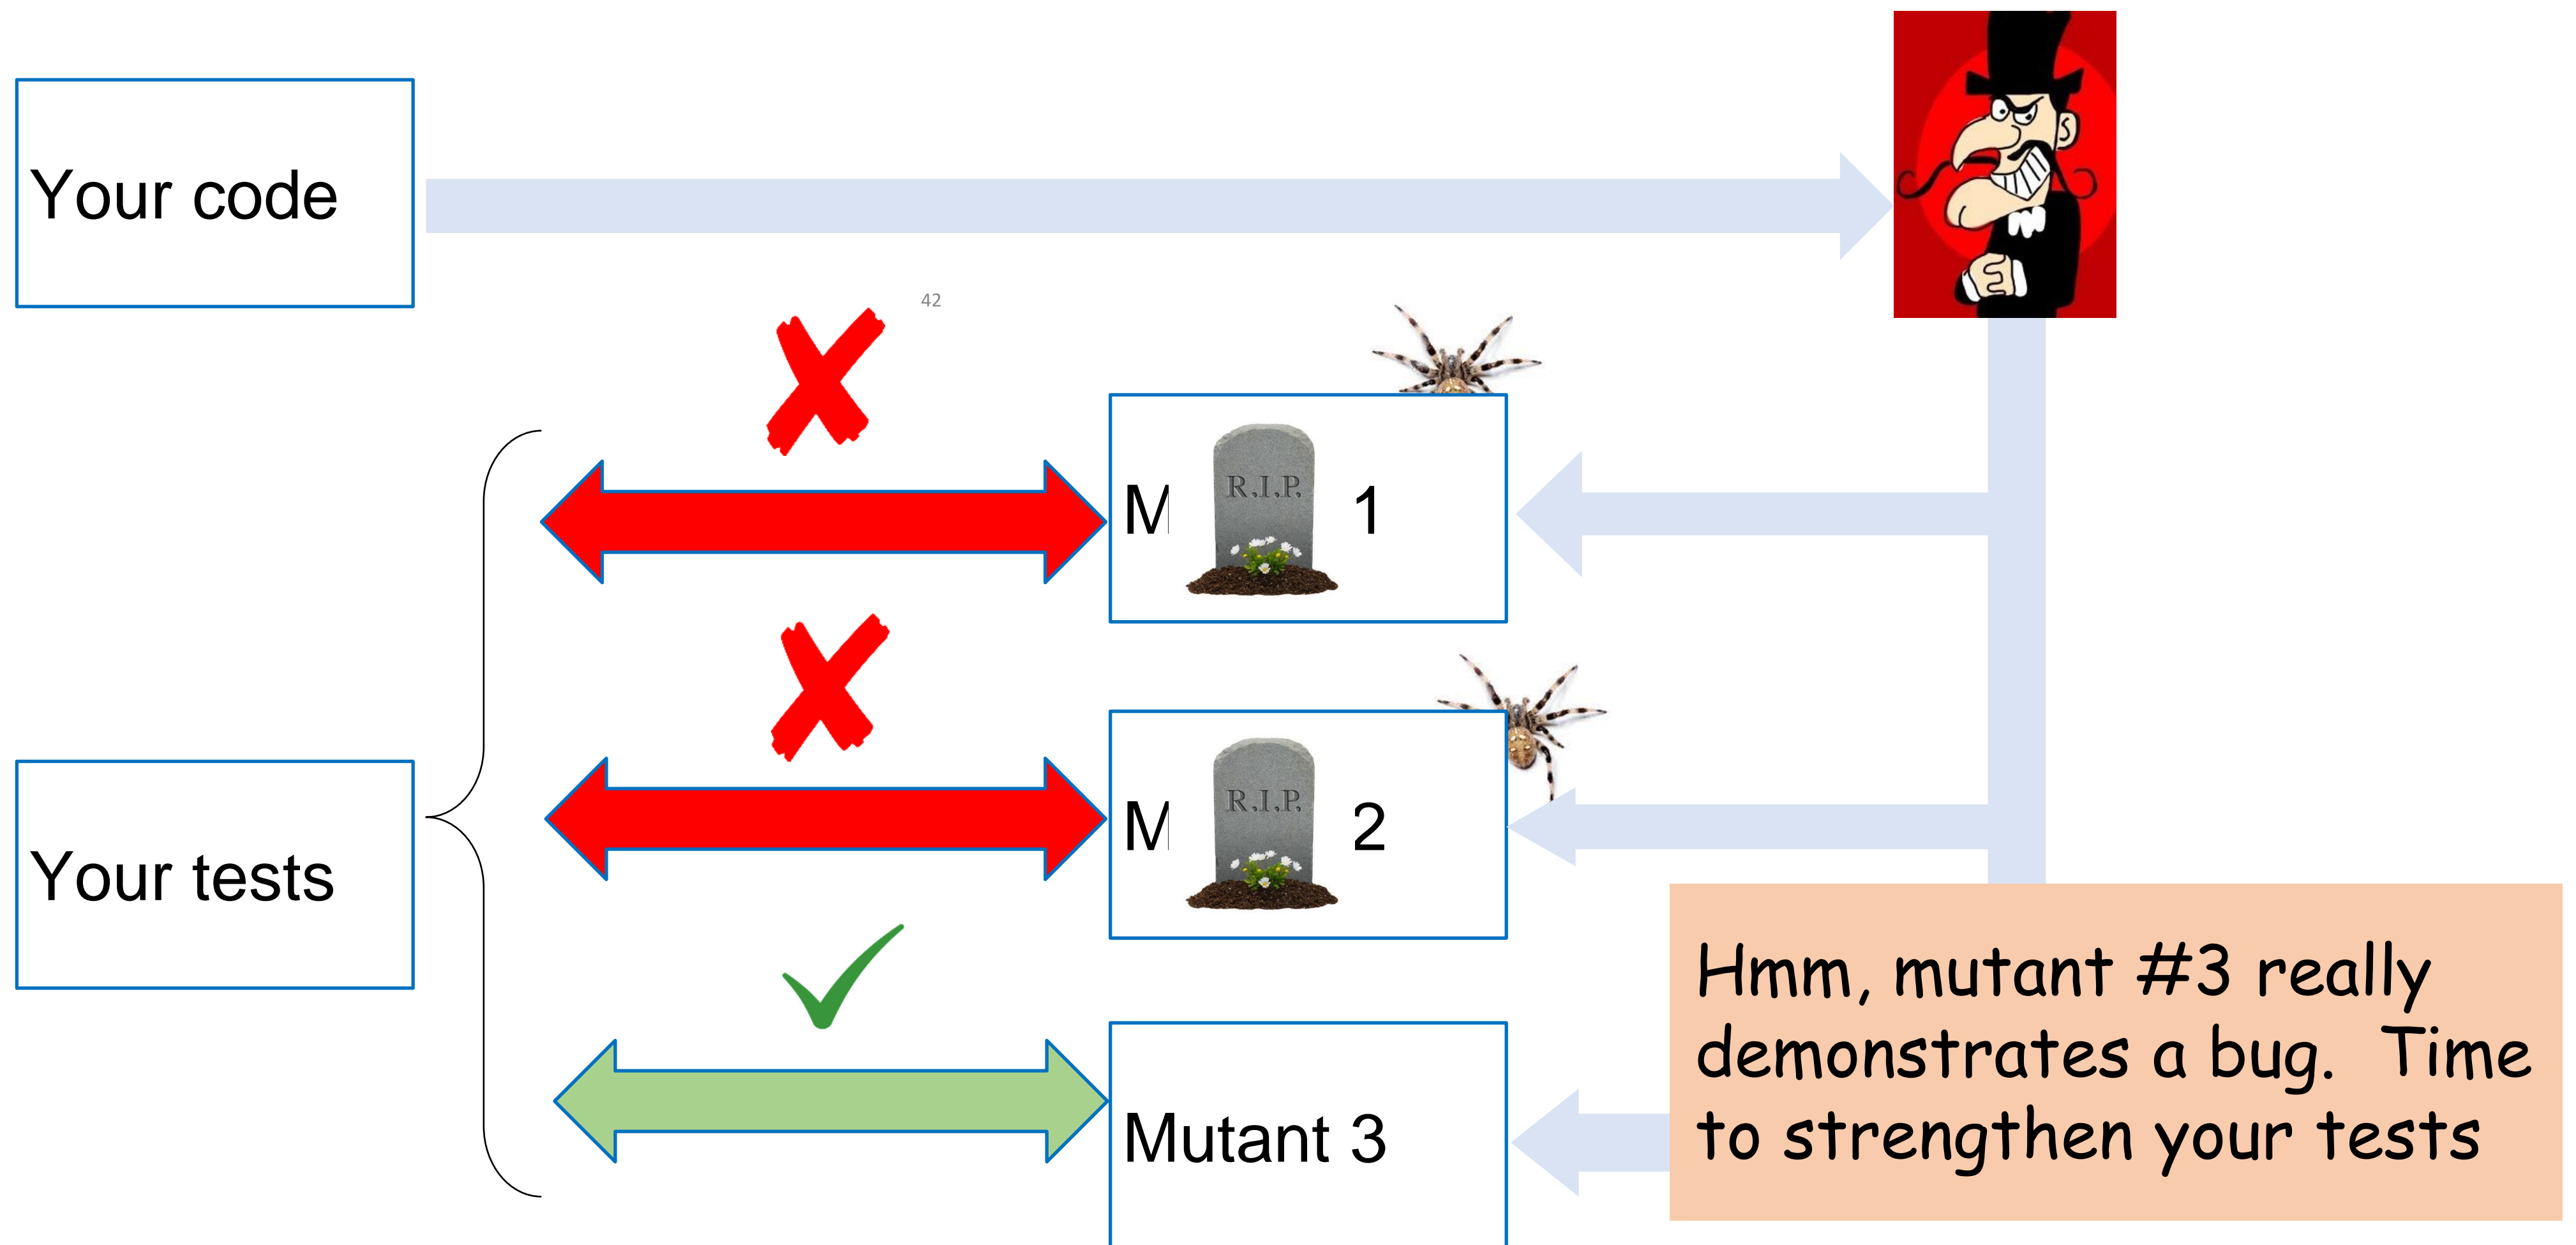 Your code
42
R.I.P.
M 1
R.I.P.
M 2
Your tests
Mutant 3
Hmm, mutant #3 really
demonstrates a bug. Time
to strengthen your tests